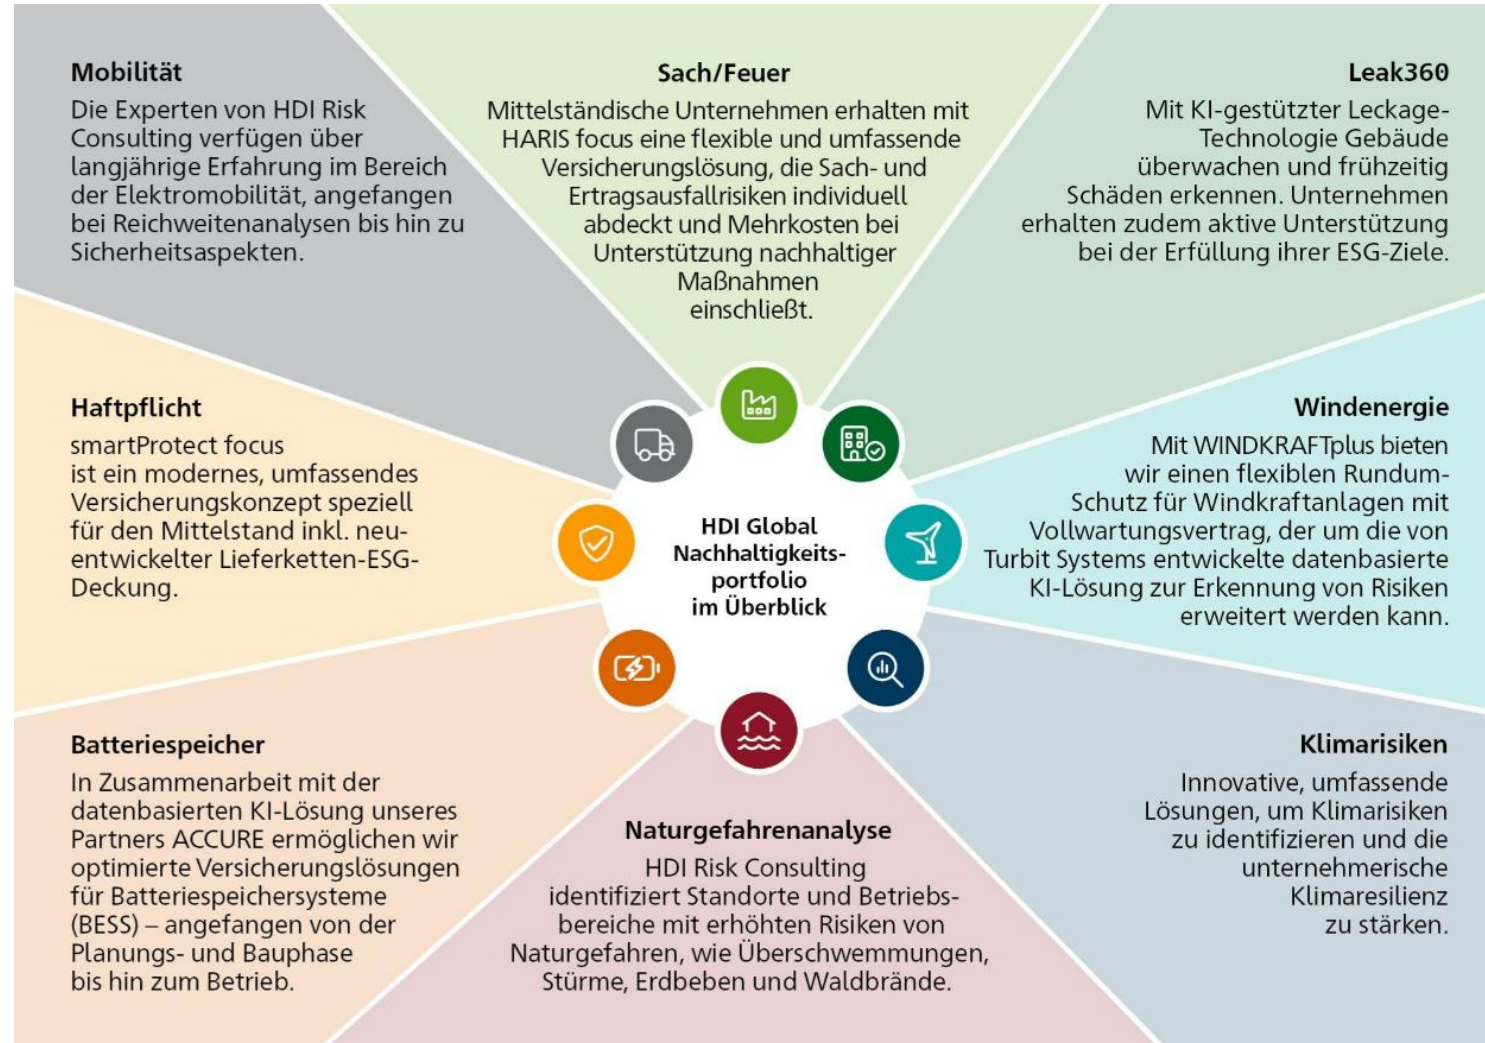 Mobilität
Die Experten von HDI Risk
Consulting verfügen über
langjährige Erfahrung im Bereich
der Elektromobilität, angefangen
bei Reichweitenanalysen bis hin zu
Sicherheitsaspekten.
Sach/Feuer
Mittelständische Unternehmen erhalten mit
HARIS focus eine flexible und umfassende
Versicherungslösung, die Sach- und
Ertragsausfallrisiken individuell
abdeckt und Mehrkosten bei
Unterstützung nachhaltiger
Maßnahmen
einschließt.
Leak360
Mit KI-gestützter Leckage-
Technologie Gebäude
überwachen und frühzeitig
Schäden erkennen. Unternehmen
erhalten zudem aktive Unterstützung
bei der Erfüllung ihrer ESG-Ziele.
Haftpflicht
smartProtect focus
ist ein modernes, umfassendes
Versicherungskonzept speziell
für den Mittelstand inkl. neu-
entwickelter Lieferketten-ESG-
Deckung.
HDI Global
Nachhaltigkeits-
portfolio
im Überblick
Windenergie
Mit WINDKRAFTplus bieten
wir einen flexiblen Rundum-
Schutz für Windkraftanlagen mit
Vollwartungsvertrag, der um die von
Turbit Systems entwickelte datenbasierte
KI-Lösung zur Erkennung von Risiken
erweitert werden kann.
Batteriespeicher
In Zusammenarbeit mit der
datenbasierten KI-Lösung unseres
Partners ACCURE ermöglichen wir
optimierte Versicherungslösungen
für Batteriespeichersysteme
(BESS) – angefangen von der
Planungs- und Bauphase
bis hin zum Betrieb.
Naturgefahrenanalyse
HDI Risk Consulting
identifiziert Standorte und Betriebs-
bereiche mit erhöhten Risiken von
Naturgefahren, wie Überschwemmungen,
Stürme, Erdbeben und Waldbrände.
Klimarisiken
Innovative, umfassende
Lösungen, um Klimarisiken
zu identifizieren und die
unternehmerische
Klimaresilienz
zu stärken.